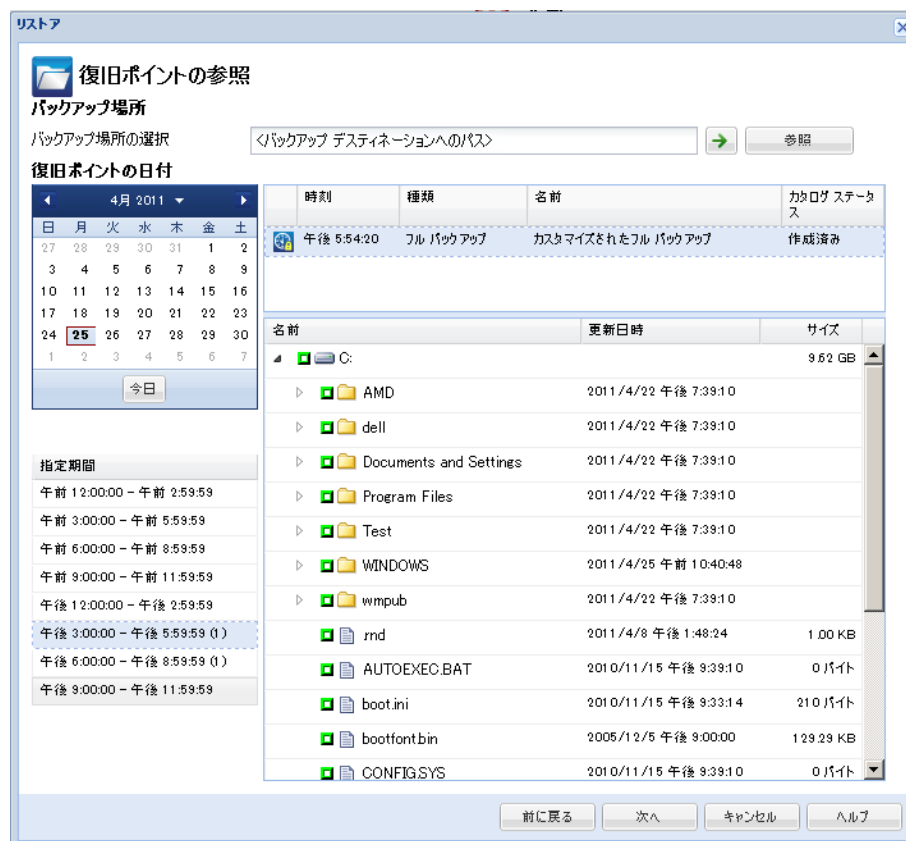 リストア
復旧ポイントの参照
バックアップ場所
バックアップ場所の選択
<バックアップ デスティネーションへのパス>
参照
復旧ポイントの日付
4月 2011
日 月 火 水 木 金 土
27 28 29 30 31 1 2
3 4 5 6 7 8 9
10 11 12 13 14 15 16
17 18 19 20 21 22 23
24 25 26 27 28 29 30
1 2 3 4 5 6 7
今日
時刻 種類 名前 カタログ ステータス
午後 5:54:20 フル バックアップ カスタマイズされたフル バックアップ 作成済み
指定期間
午前 12:00:00 - 午前 2:59:59
午前 3:00:00 - 午前 5:59:59
午前 6:00:00 - 午前 8:59:59
午前 9:00:00 - 午前 11:59:59
午後 12:00:00 - 午後 2:59:59
午後 3:00:00 - 午後 5:59:59 (1)
午後 6:00:00 - 午後 8:59:59 (1)
午後 9:00:00 - 午後 11:59:59
名前 更新日時 サイズ
C: 9.62 GB
AMD 2011/4/22 午後 7:39:10
dell 2011/4/22 午後 7:39:10
Documents and Settings 2011/4/22 午後 7:39:10
Program Files 2011/4/22 午後 7:39:10
Test 2011/4/22 午後 7:39:10
WINDOWS 2011/4/25 午前 10:40:48
wmpub 2011/4/22 午後 7:39:10
.rnd 2011/4/8 午後 1:48:24 1.00 KB
AUTOEXEC.BAT 2010/11/15 午後 9:39:10 0 バイト
boot.ini 2010/11/15 午後 9:33:14 210 バイト
bootfont.bin 2005/12/5 午後 9:00:00 129.29 KB
CONFIG.SYS 2010/11/15 午後 9:39:10 0 バイト
前に戻る 次へ キャンセル ヘルプ